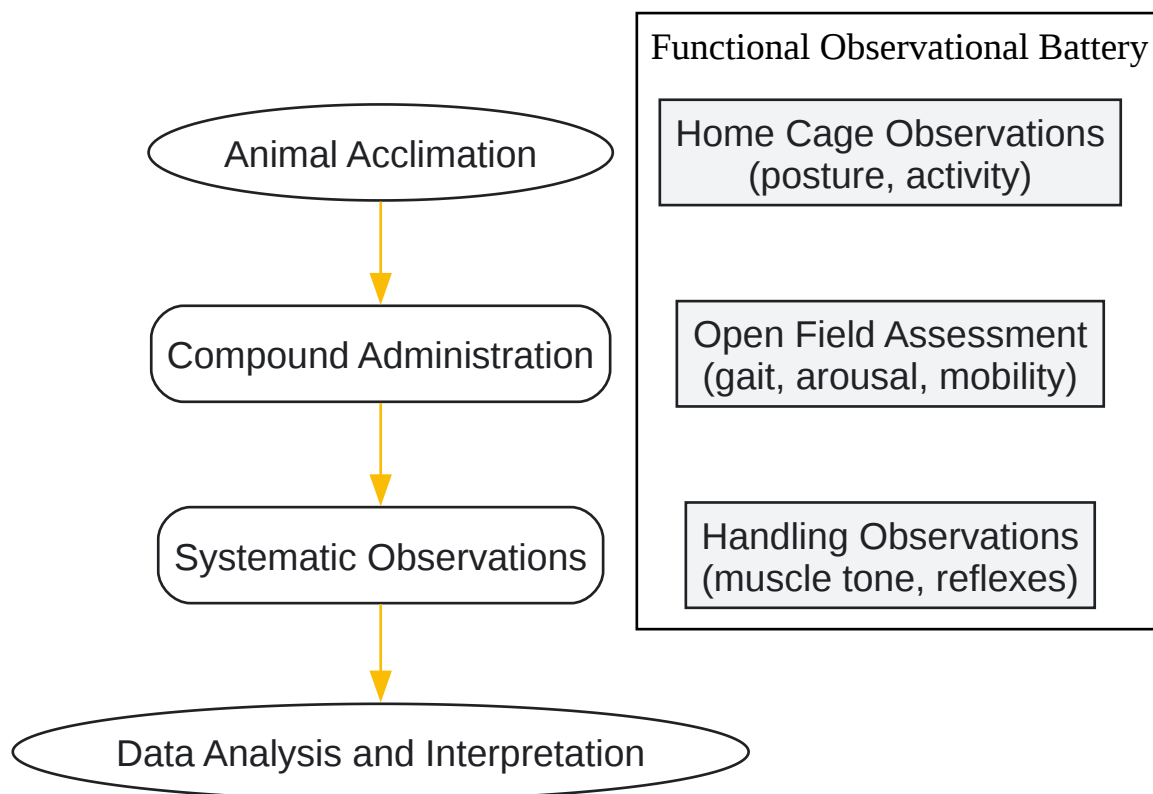 Functional Observational Battery
Animal Acclimation
Home Cage Observations
(posture, activity)
Compound Administration
Open Field Assessment
(gait, arousal, mobility)
Systematic Observations
Handling Observations
(muscle tone, reflexes)
Data Analysis and Interpretation